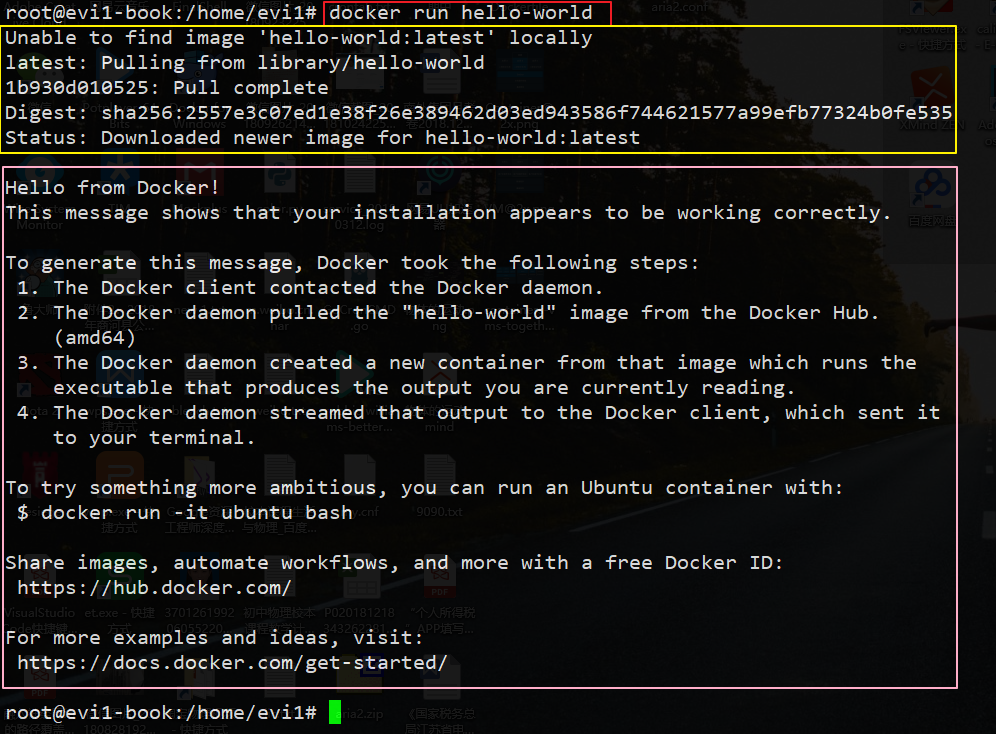 root@evi1-book:/home/evi1# docker run hello-world
Unable to find image 'hello-world:latest' locally
latest: Pulling from library/hello-world
1b930d010525: Pull complete
Digest: sha256:2557e3c07ed1e38f26e389462d03ed943586f744621577a99efb77324b0fe535
Status: Downloaded newer image for hello-world:latest
Hello from Docker!
This message shows that your installation appears to be working correctly.
To generate this message, Docker took the following steps:
1. The Docker client contacted the Docker daemon.
2. The Docker daemon pulled the "hello-world" image from the Docker Hub.
(amd64)
3. The Docker daemon created a new container from that image which runs the
executable that produces the output you are currently reading.
4. The Docker daemon streamed that output to the Docker client, which sent it
to your terminal.
To try something more ambitious, you can run an Ubuntu container with:
$ docker run -it ubuntu bash
Share images, automate workflows, and more with a free Docker ID:
https://hub.docker.com/
For more examples and ideas, visit:
https://docs.docker.com/get-started/
root@evi1-book:/home/evi1#